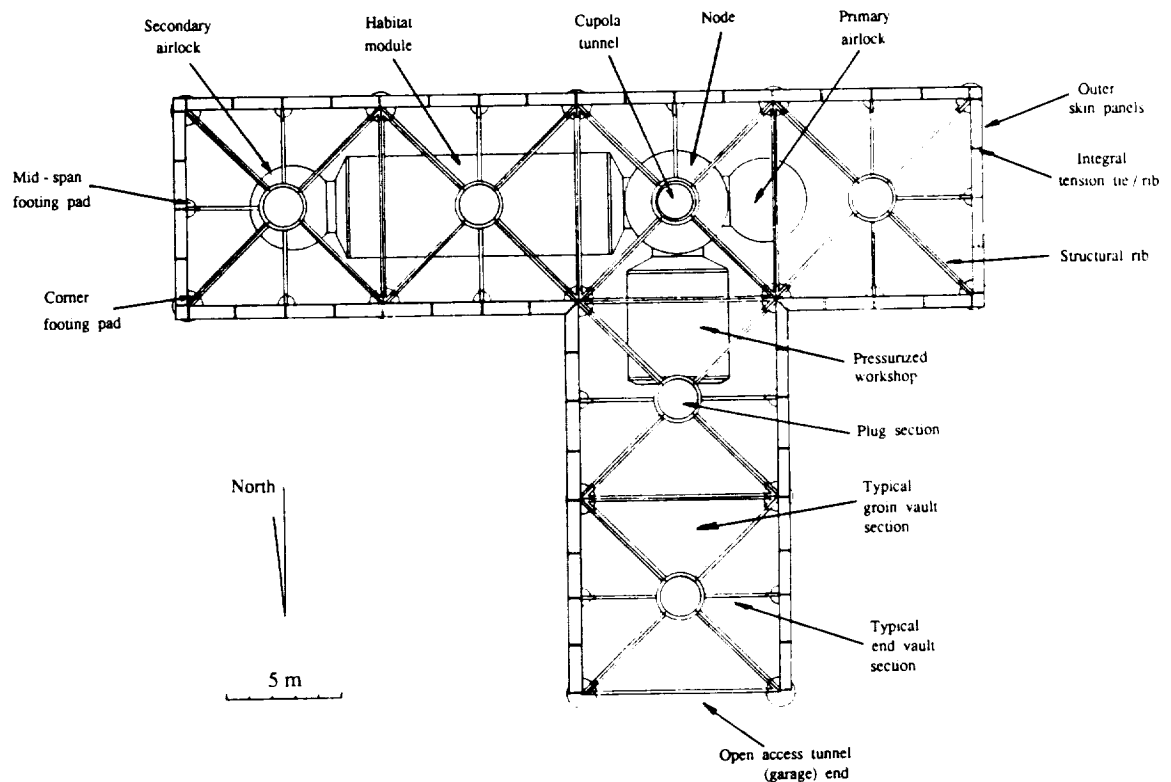 Secondary
airlock
Habitat
module
Cupola
tunnel
Node
Primary
airlock
Outer
skin panels
Integral
tension tie / rib
Mid - span
footing pad
Structural rib
Corner
footing pad
Pressurized
workshop
Plug section
North
Typical
groin vault
section
5 m
Typical
end vault
section
Open access tunnel
(garage) end